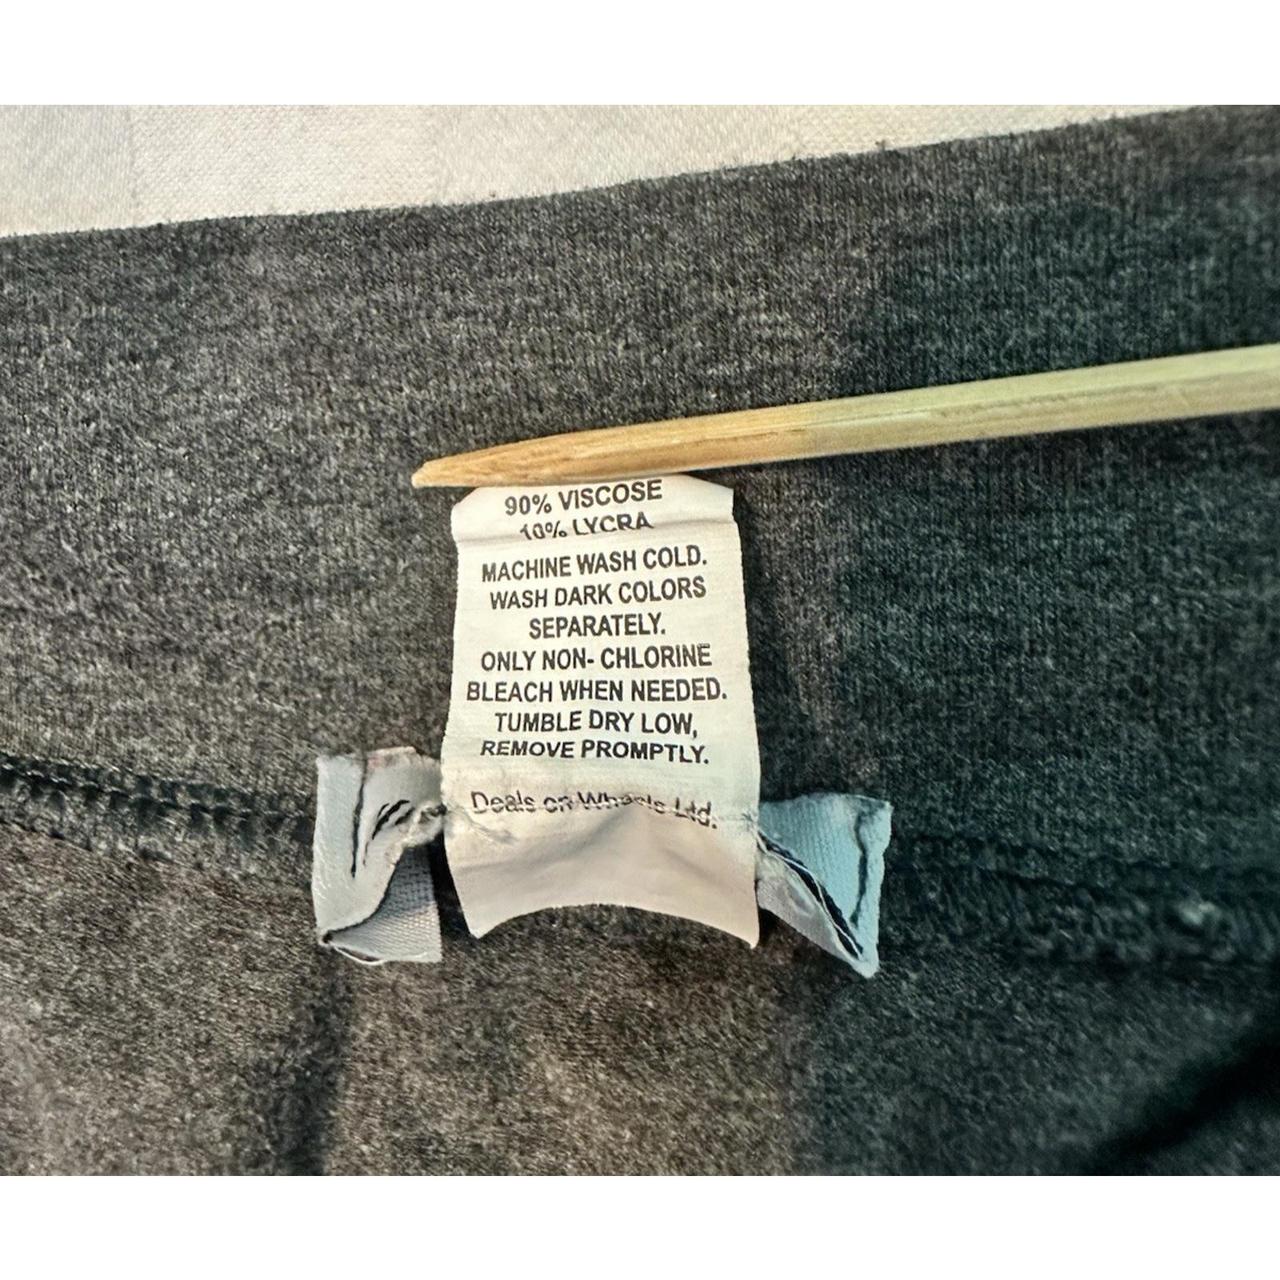 90% VISCOSE
10% LYCRA
MACHINE WASH COLD.
WASH DARK COLORS
SEPARATELY.
ONLY NON- CHLORINE
BLEACH WHEN NEEDED.
TUMBLE DRY LOW,
REMOVE PROMPTLY.
Deals on Wheels Ltd.